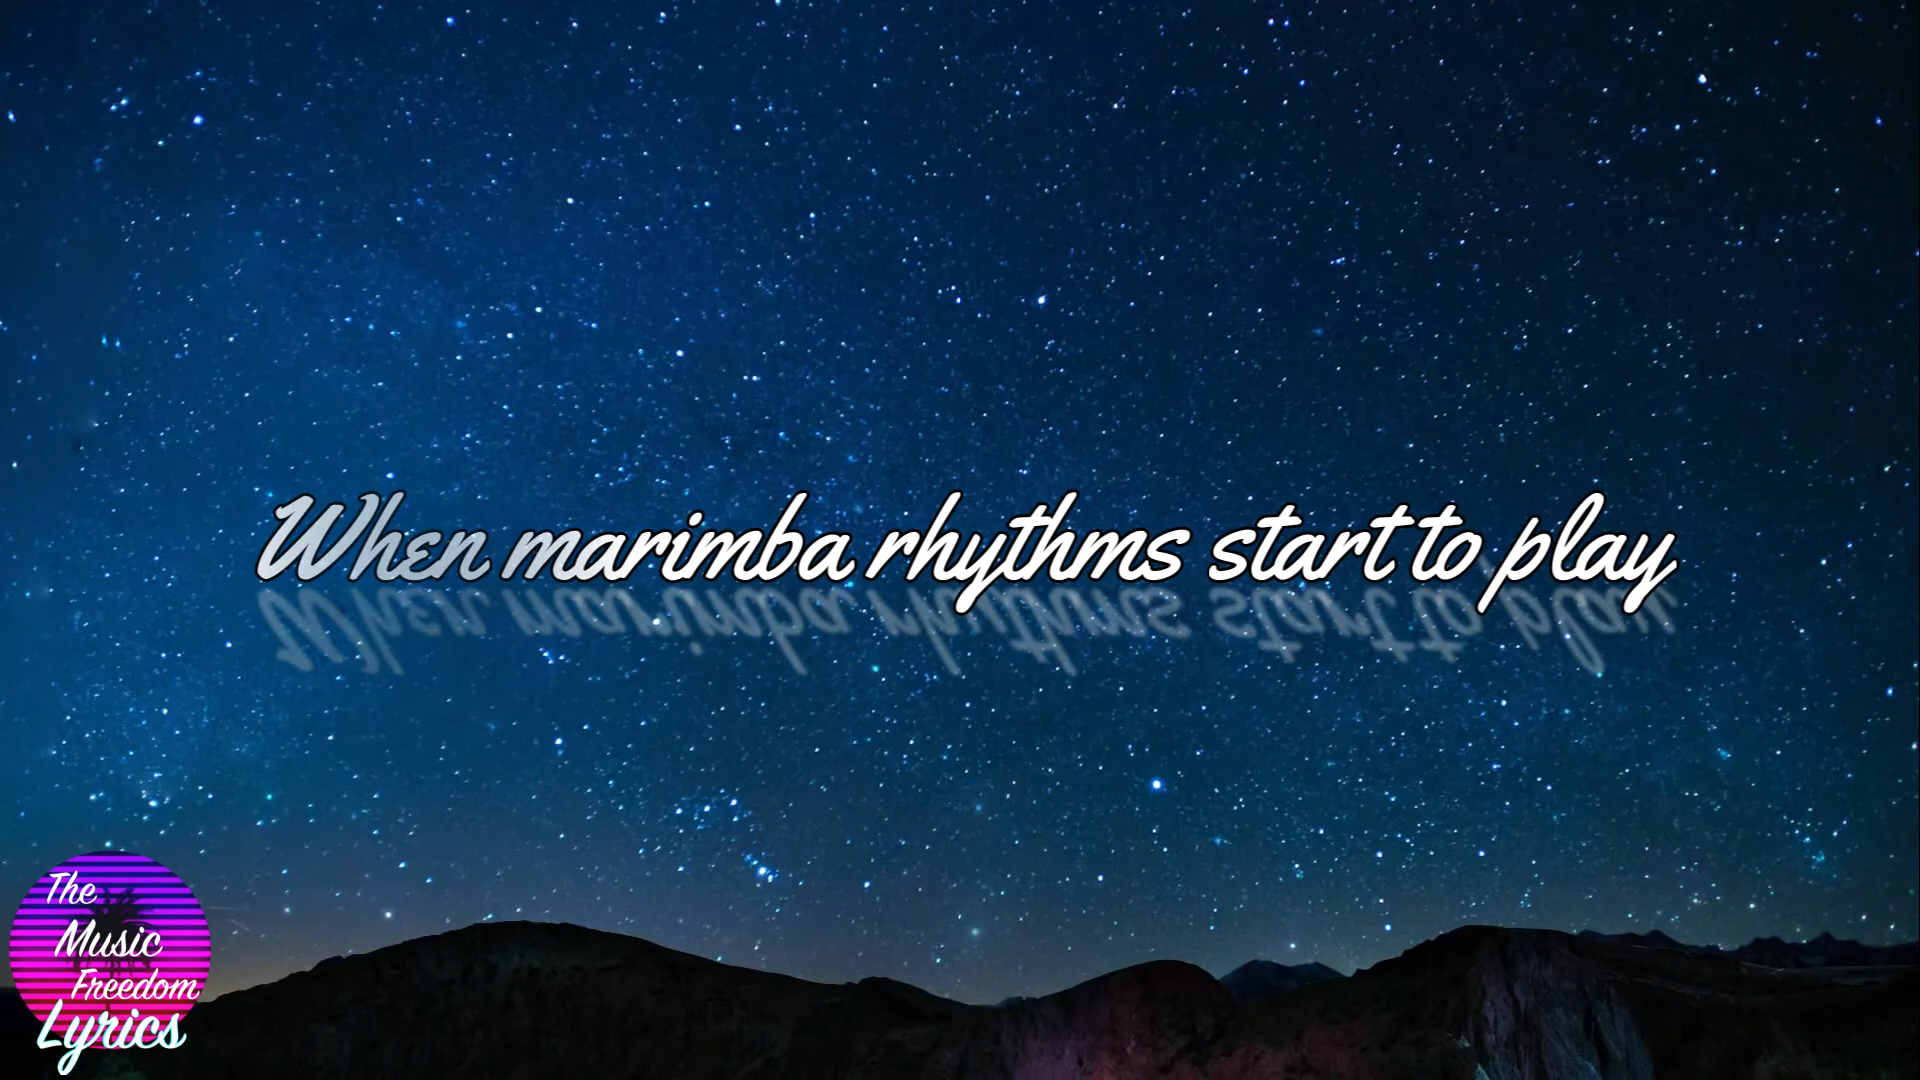 When marimba rhythms start to play
The
Music
Freedom
Lyrics